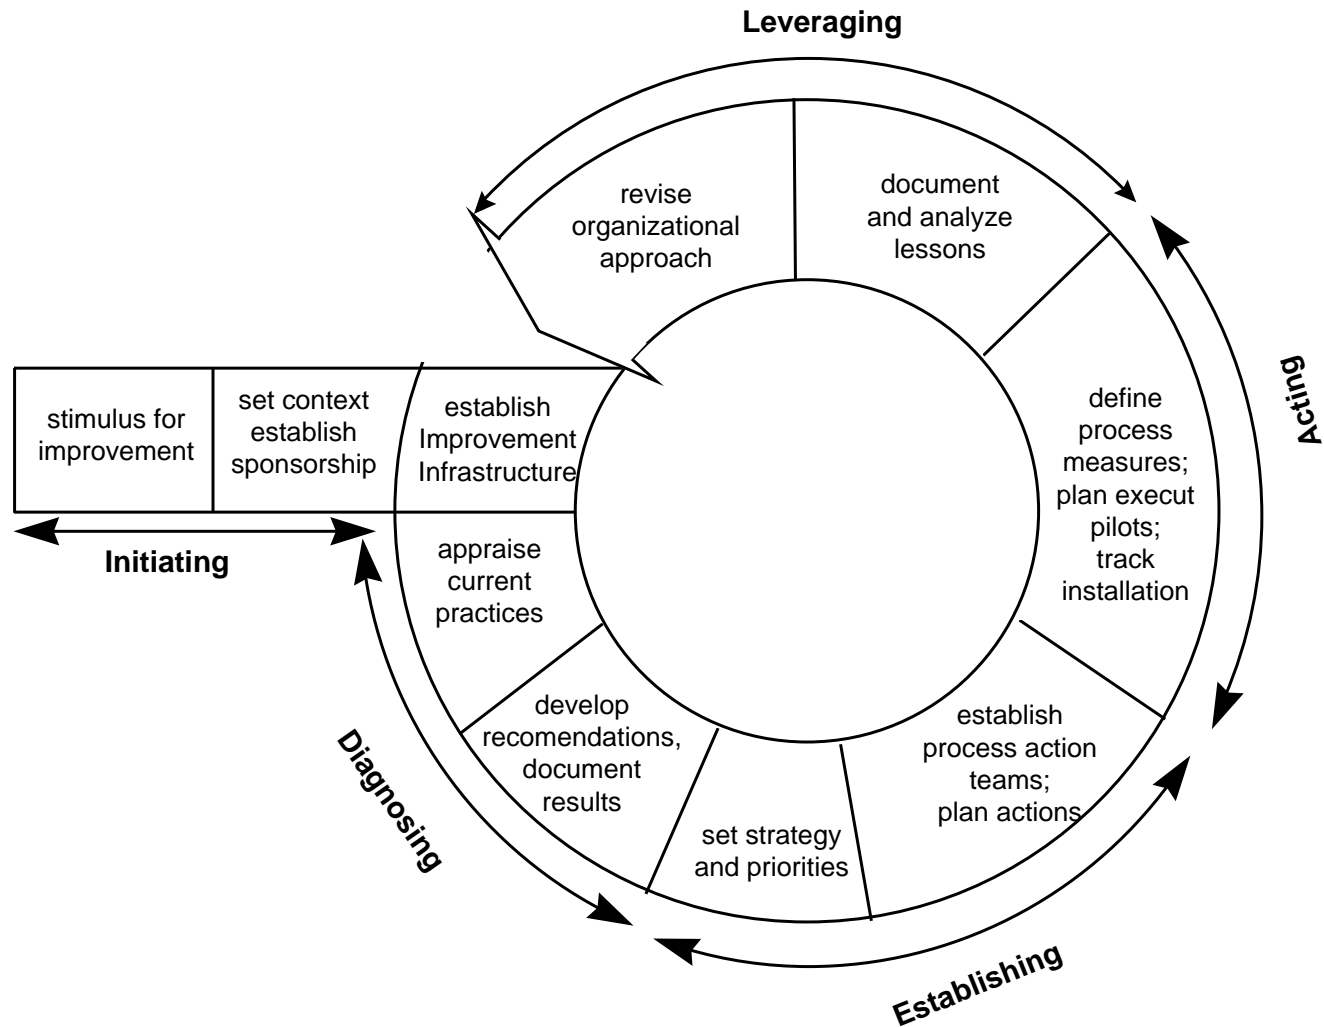 Leveraging
revise
organizational
approach
document
and analyze
lessons
Acting
define
process
measures;
plan execut
pilots;
track
installation
stimulus for
improvement
set context
establish
sponsorship
establish
Improvement
Infrastructure
Initiating
appraise
current
practices
Diagnosing
develop
recomendations,
document
results
set strategy
and priorities
establish
process action
teams;
plan actions
Establishing